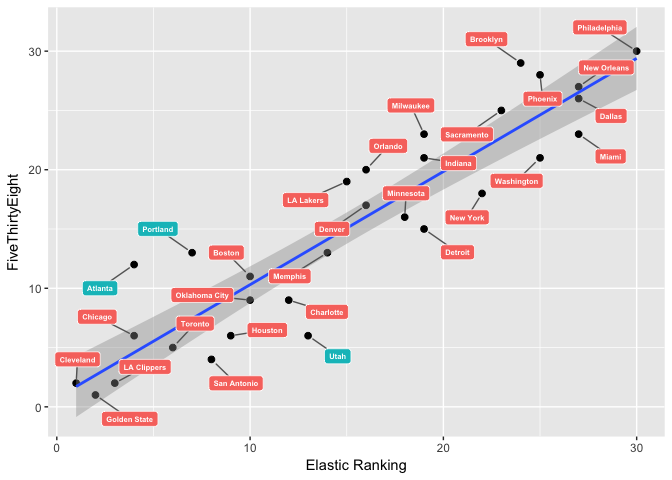 Philadelphia
Brooklyn
New Orleans
Phoenix
Milwaukee
Dallas
Sacramento
Orlando
Indiana
Miami
Washington
LA Lakers
Minnesota
New York
Portland
Denver
Boston
Detroit
Memphis
Atlanta
Oklahoma City
Chicago
Charlotte
Toronto
Houston
Cleveland
Utah
LA Clippers
San Antonio
Golden State
30
20
10
0
FiveThirtyEight
0 10 20 30
Elastic Ranking